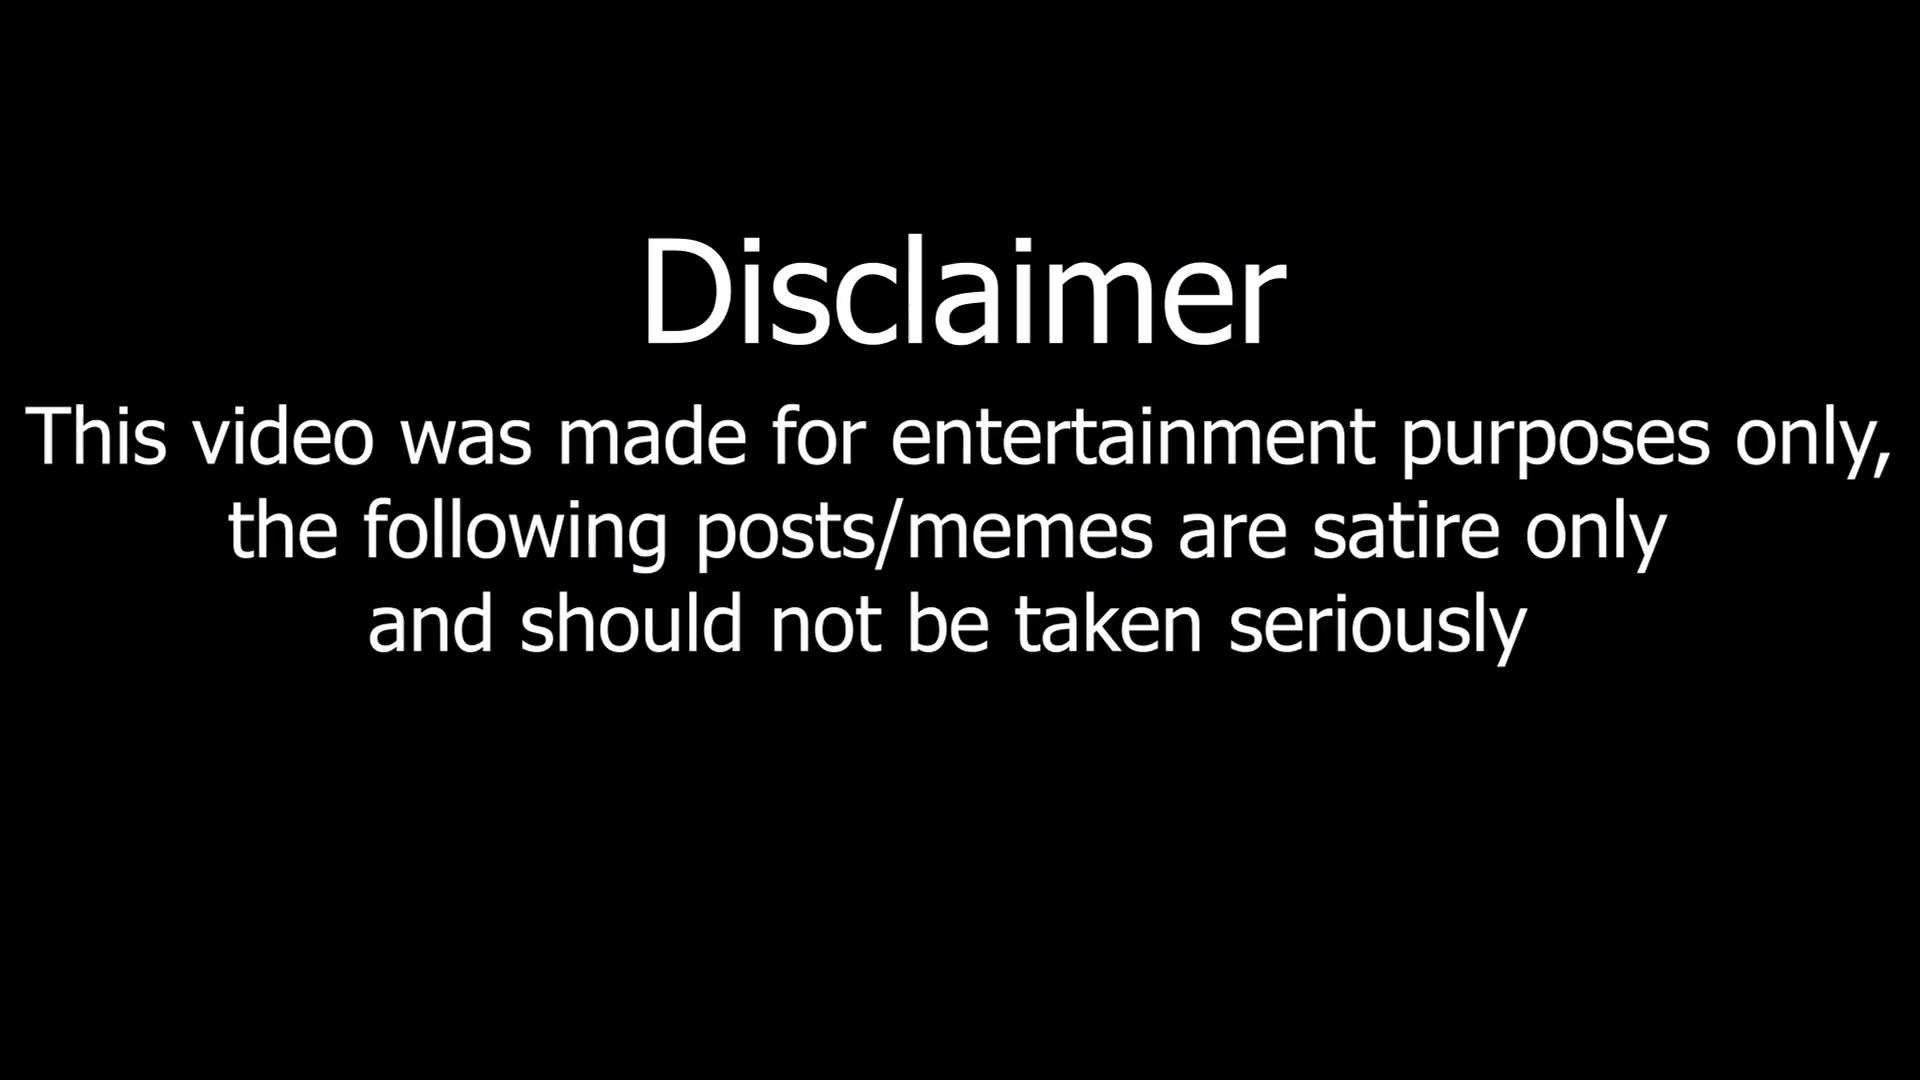 Disclaimer
This video was made for entertainment purposes only,
the following posts/memes are satire only
and should not be taken seriously